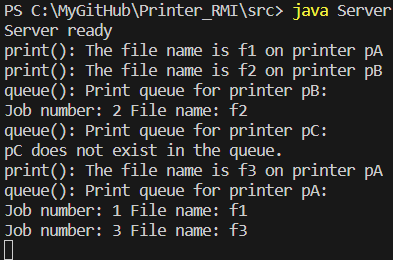 PS C:\MyGitHub\Printer_RMI\src> java Server
Server ready
print(): The file name is f1 on printer pA
print(): The file name is f2 on printer pB
queue(): Print queue for printer pB:
Job number: 2 File name: f2
queue(): Print queue for printer pC:
pC does not exist in the queue.
print(): The file name is f3 on printer pA
queue(): Print queue for printer pA:
Job number: 1 File name: f1
Job number: 3 File name: f3